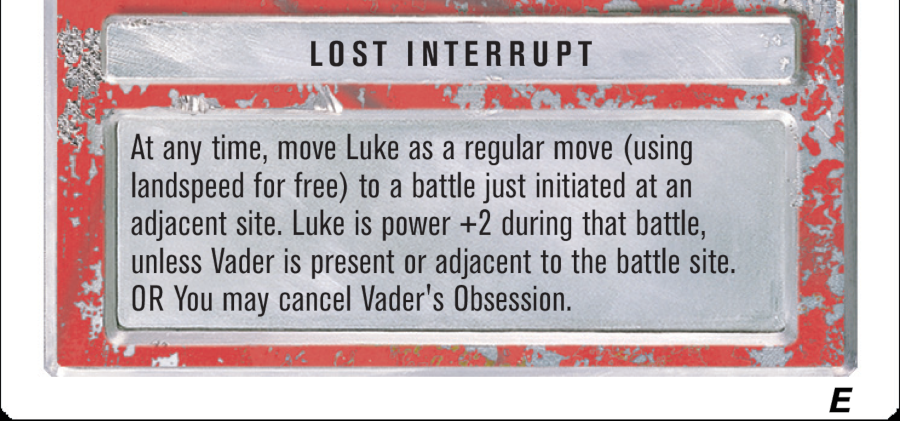 LOST INTERRUPT
At any time, move Luke as a regular move (using
landspeed for free) to a battle just initiated at an
adjacent site. Luke is power +2 during that battle,
unless Vader is present or adjacent to the battle site.
OR You may cancel Vader's Obsession.
E